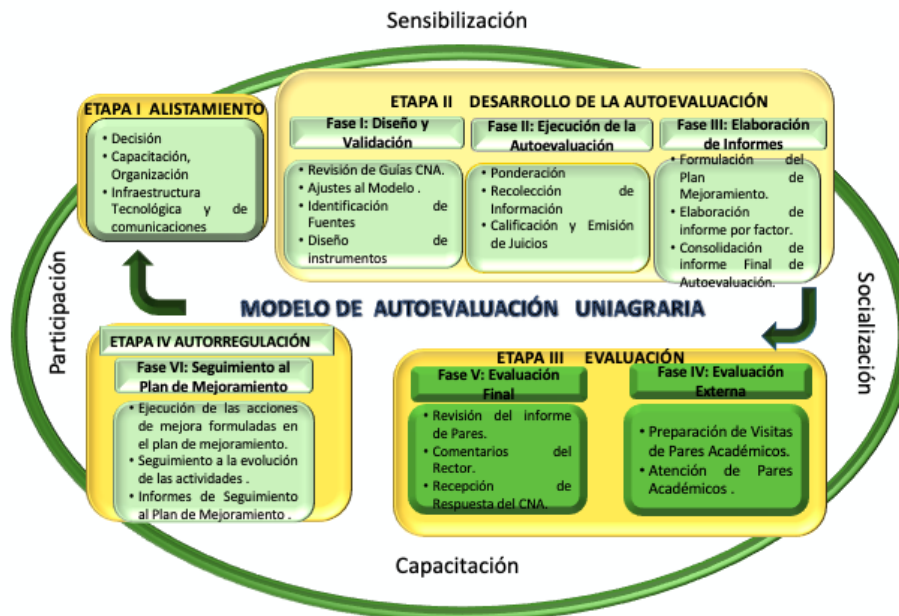 Sensibilización
ETAPA I ALISTAMIENTO
• Decisión
• Capacitación,
Organización
• Infraestructura
Tecnológica y de
comunicaciones
ETAPA II DESARROLLO DE LA AUTOEVALUACIÓN
Fase I: Diseño y
Validación
• Revisión de Guías CNA.
• Ajustes al Modelo .
• Identificación de
Fuentes
• Diseño de
instrumentos
Fase II: Ejecución de la
Autoevaluación
• Ponderación
• Recolección de
Información
• Calificación y Emisión
de Juicios
Fase III: Elaboración
de Informes
• Formulación del
Plan de
Mejoramiento.
• Elaboración de
informe por factor.
• Consolidación de
informe Final de
Autoevaluación.
Participación
MODELO DE AUTOEVALUACIÓN UNIAGRARIA
Socialización
ETAPA IV AUTORREGULACIÓN
Fase VI: Seguimiento al
Plan de Mejoramiento
• Ejecución de las acciones
de mejora formuladas en
el plan de mejoramiento.
• Seguimiento a la evolución
de las actividades .
• Informes de Seguimiento
al Plan de Mejoramiento .
ETAPA III EVALUACIÓN
Fase V: Evaluación
Final
• Revisión del informe
de Pares.
• Comentarios del
Rector.
• Recepción de
Respuesta del CNA.
Fase IV: Evaluación
Externa
• Preparación de Visitas
de Pares Académicos.
• Atención de Pares
Académicos .
Capacitación